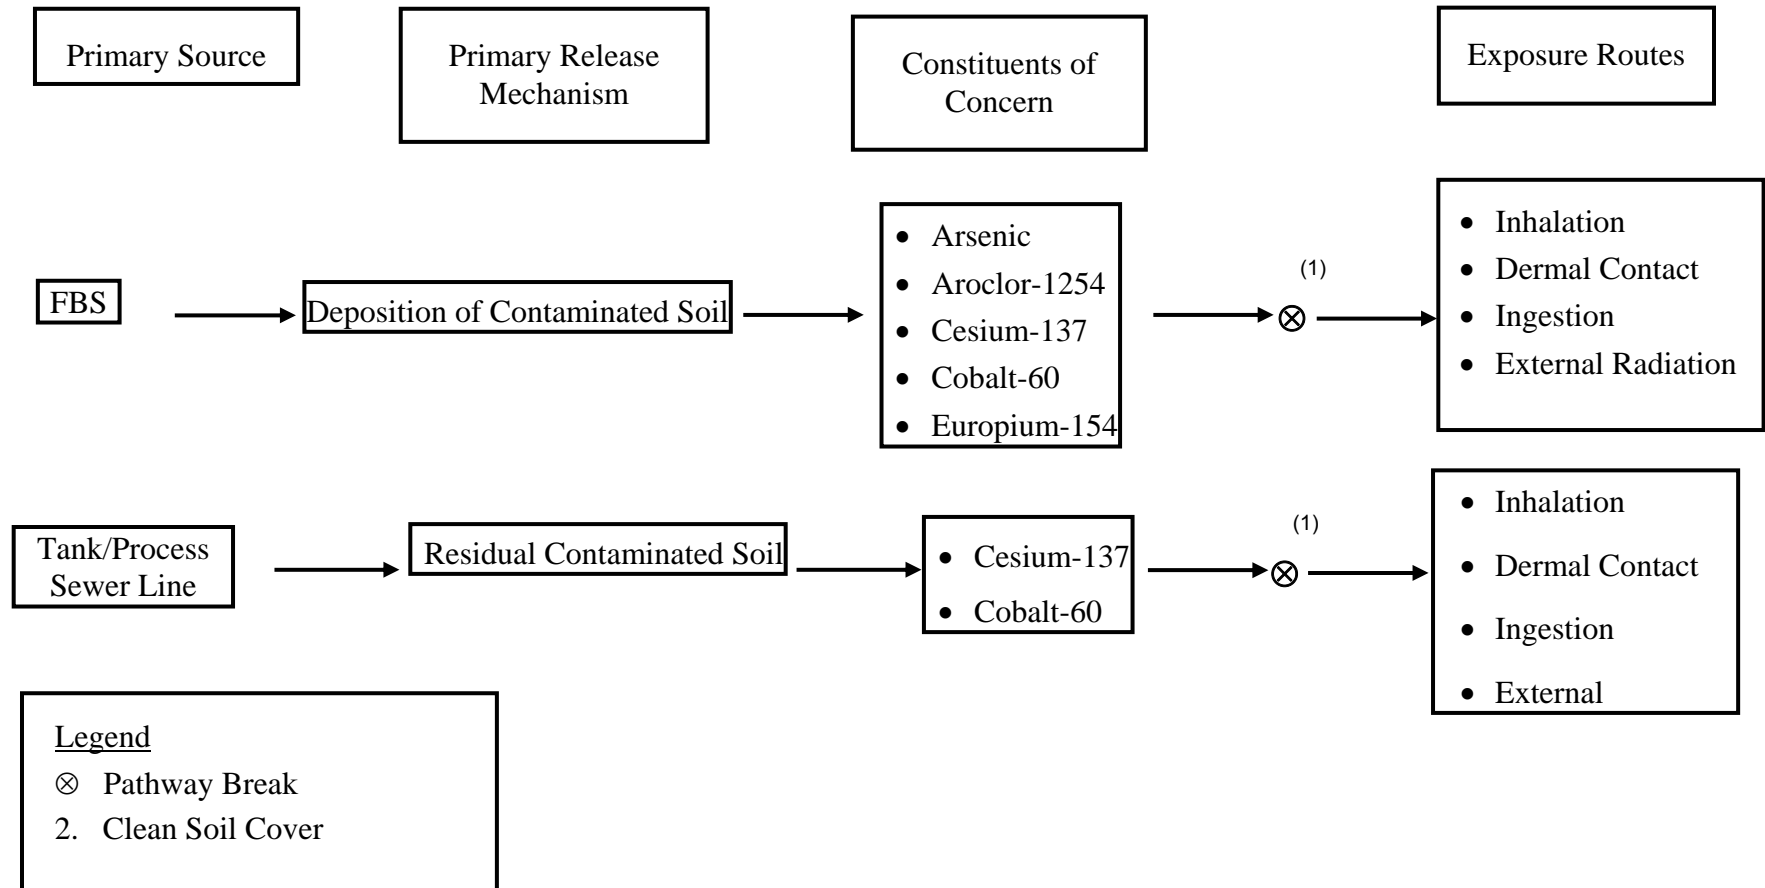 Primary Source
Primary Release
Mechanism
Constituents of
Concern
Exposure Routes
FBS
Deposition of Contaminated Soil
• Arsenic
• Aroclor-1254
• Cesium-137
• Cobalt-60
• Europium-154
(1)
⊗
• Inhalation
• Dermal Contact
• Ingestion
• External Radiation
Tank/Process
Sewer Line
Residual Contaminated Soil
• Cesium-137
• Cobalt-60
(1)
⊗
• Inhalation
• Dermal Contact
• Ingestion
• External
Legend
⊗ Pathway Break
2. Clean Soil Cover